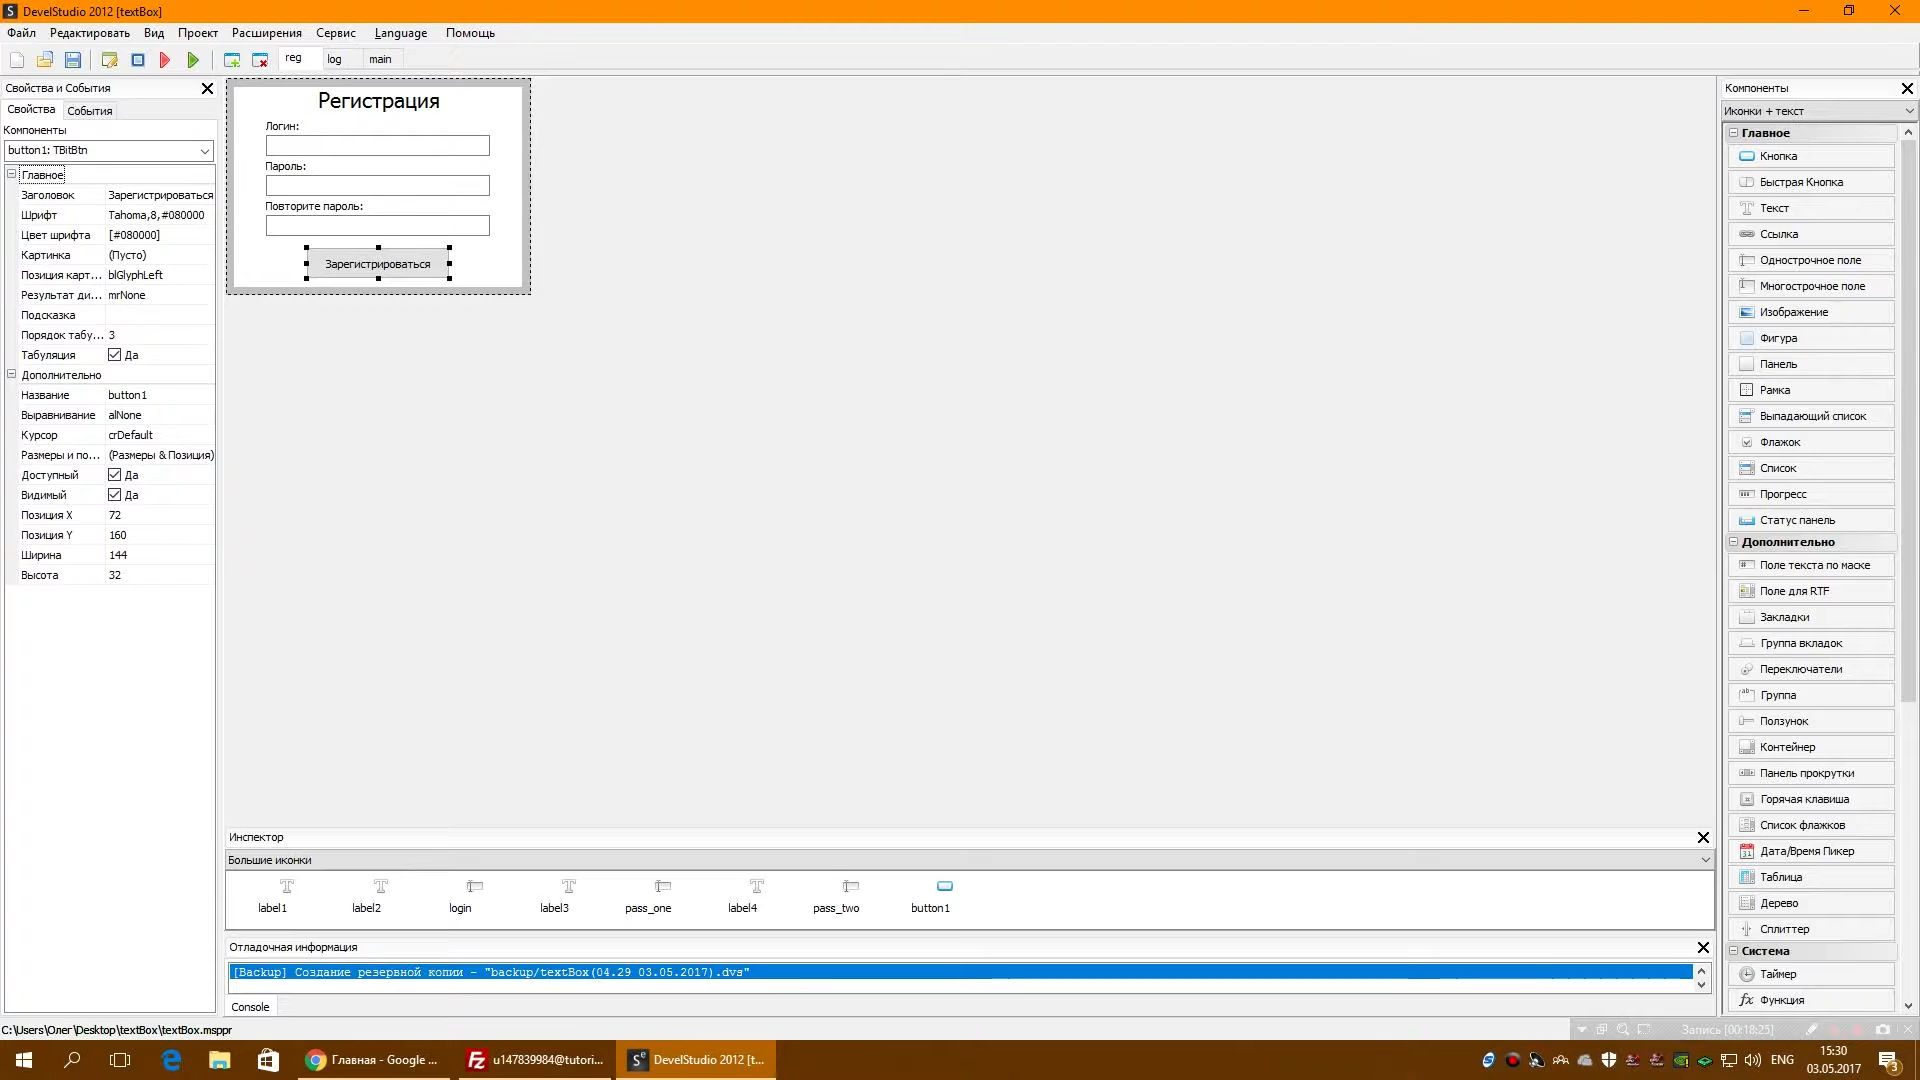 DevelStudio 2012 [textBox]
Файл Редактировать Вид Проект Расширения Сервис Language Помощь
reg log main
Свойства и События
Свойства События
Компоненты
button1: TBitBtn
Главное
Заголовок Зарегистрироваться
Шрифт Tahoma,8,#080000
Цвет шрифта [#080000]
Картинка (Пусто)
Позиция карт... blGlyphLeft
Результат ди... mrNone
Подсказка
Порядок табу... 3
Табуляция Да
Дополнительно
Название button1
Выравнивание alNone
Курсор crDefault
Размеры и по... (Размеры & Позиция)
Доступный Да
Видимый Да
Позиция X 72
Позиция Y 160
Ширина 144
Высота 32
Регистрация
Логин:
Пароль:
Повторите пароль:
Зарегистрироваться
Инспектор
Большие иконки
label1 label2 login label3 pass_one label4 pass_two button1
Отладочная информация
[Backup] Создание резервной копии - "backup/textBox(04.29 03.05.2017).dvs"
Console
Компоненты
Иконки + текст
Главное
Кнопка
Быстрая Кнопка
Текст
Ссылка
Однострочное поле
Многострочное поле
Изображение
Фигура
Панель
Рамка
Выпадающий список
Флажок
Список
Прогресс
Статус панель
Дополнительно
Поле текста по маске
Поле для RTF
Закладки
Группа вкладок
Переключатели
Группа
Ползунок
Контейнер
Панель прокрутки
Горячая клавиша
Список флажков
Дата/Время Пикер
Таблица
Дерево
Сплиттер
Система
Таймер
Функция
C:\Users\Олег\Desktop\textBox\textBox.msppr
Запись [00:18:25]
Главная - Google ... u147839984@tutori... DevelStudio 2012 [t...
ENG
15:30
03.05.2017
3